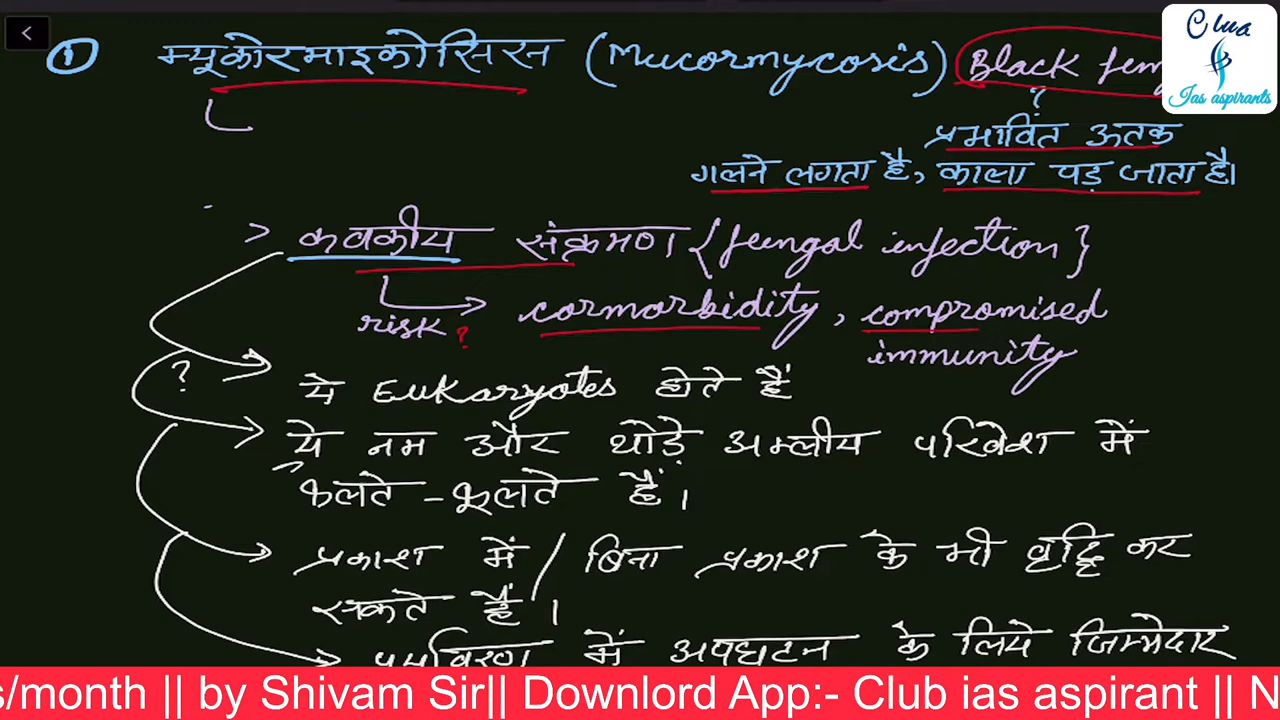 ① म्यूकोरमाइकोसिस (Mucormycosis) Black
प्रभावित ऊतक
गलने लगता है, काला पड़ जाता है।
> कवकीय संक्रमण {fungal infection}
risk? → cormorbidity, compromised
immunity
? ये Eukaryotes होते हैं
ये नम और थोड़े अम्लीय परिवेश में
फलते - फूलते हैं।
प्रकाश में / बिना प्रकाश के भी वृद्धि कर
सकते हैं।
पर्यावरण में अपघटन के लिये जिम्मेदार
Clua
Ias aspirants
s/month || by Shivam Sir|| Downlord App:- Club ias aspirant || N